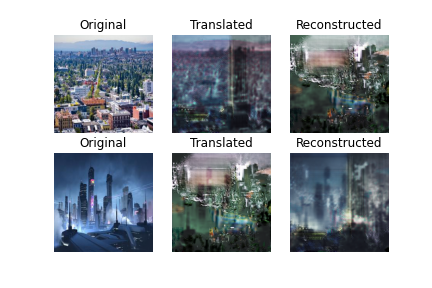 Original
Translated
Reconstructed
Original
Translated
Reconstructed